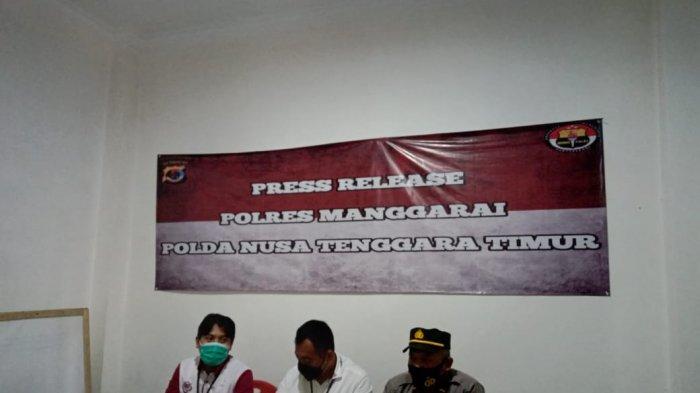 PRESS RELEASE
POLRES MANGGARAI
POLDA NUSA TENGGARA TIMUR